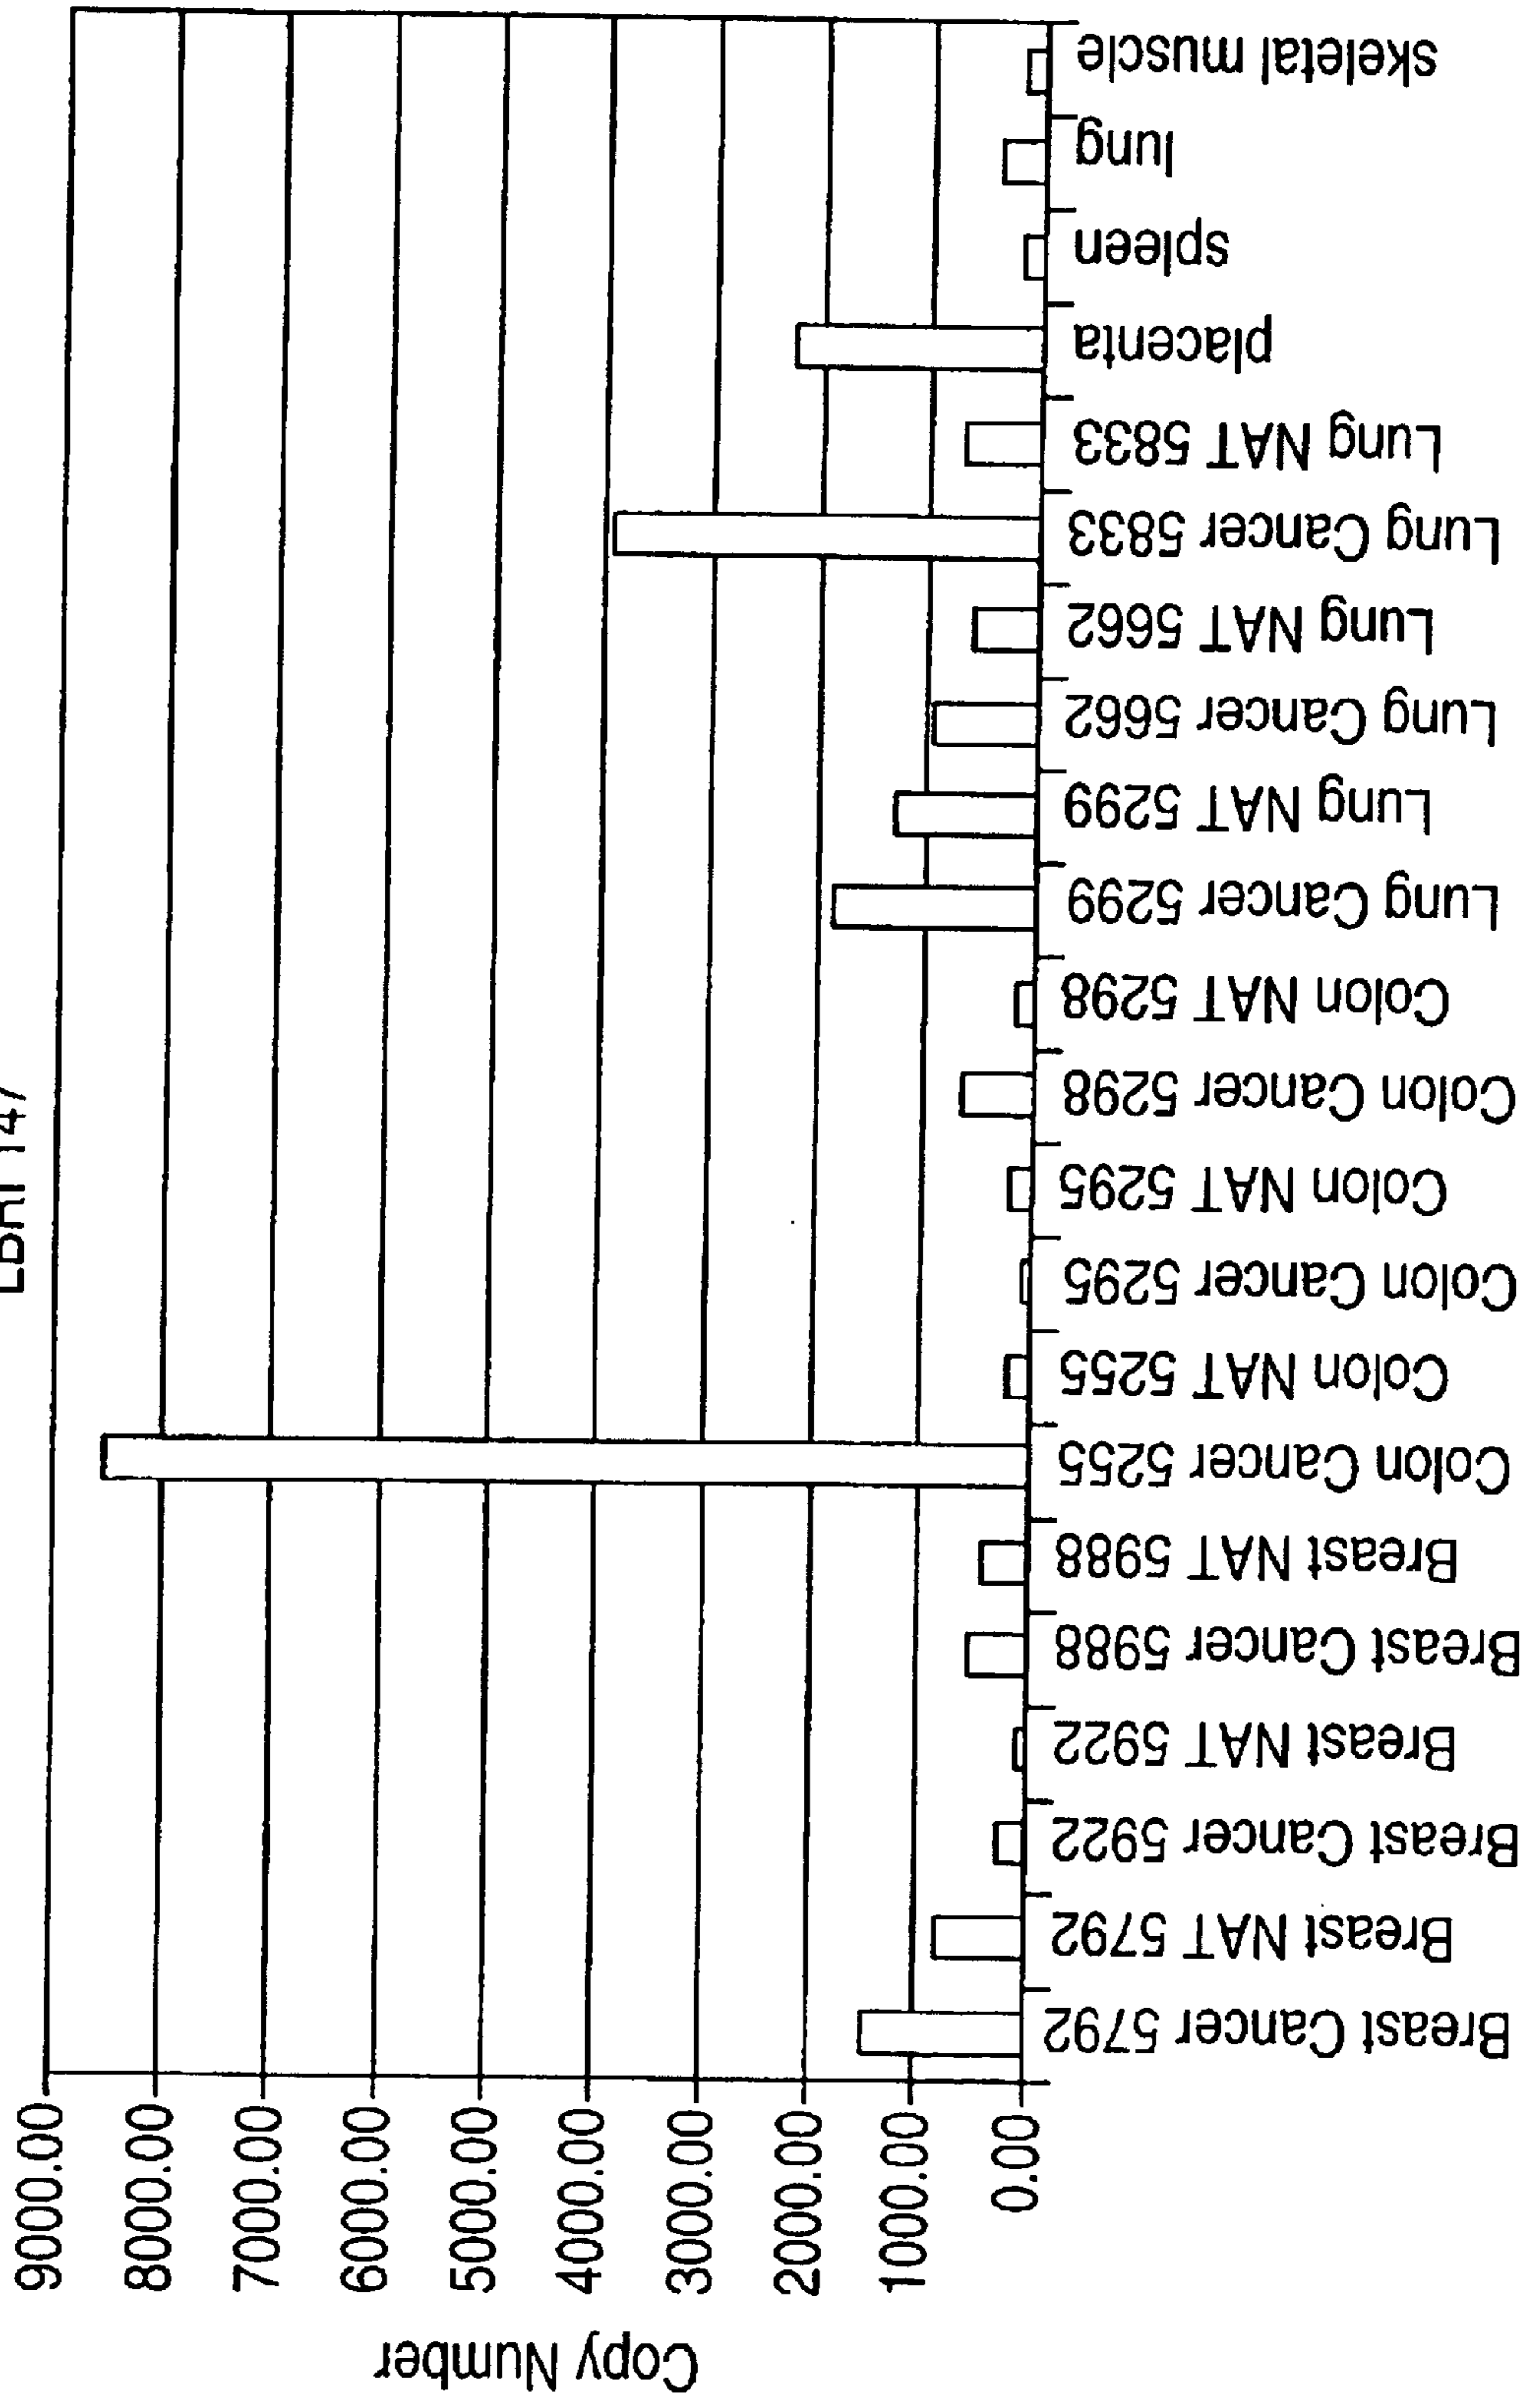 9000.00
8000.00
7000.00
6000.00
5000.00
4000.00
3000.00
2000.00
1000.00
0.00
Copy Number
Breast Cancer 5792
Breast NAT 5792
Breast Cancer 5922
Breast NAT 5922
Breast Cancer 5988
Breast NAT 5988
Colon Cancer 5255
Colon NAT 5255
Colon Cancer 5295
Colon NAT 5295
Colon Cancer 5298
Colon NAT 5298
Lung Cancer 5299
Lung NAT 5299
Lung Cancer 5662
Lung NAT 5662
Lung Cancer 5833
Lung NAT 5833
placenta
spleen
lung
skeletal muscle